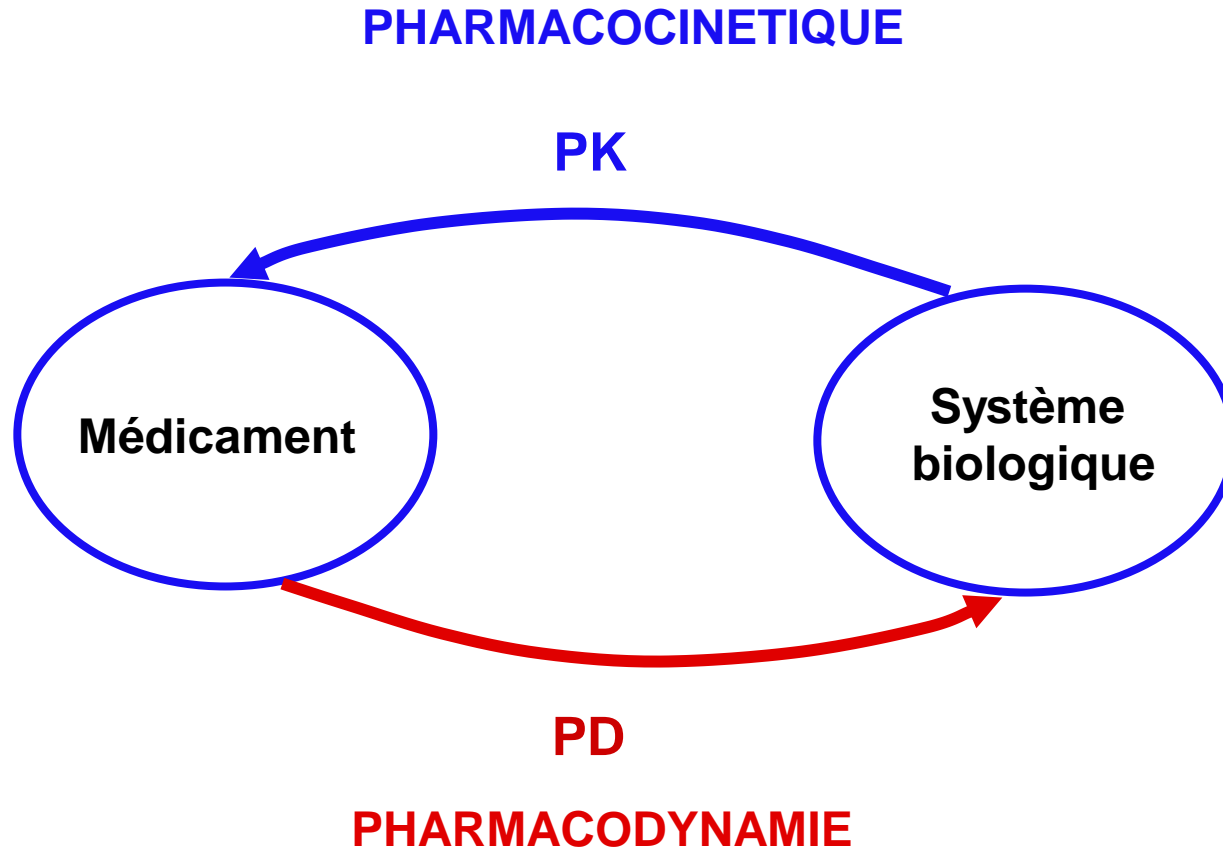 PHARMACOCINETIQUE
PK
Médicament
Système
biologique
PD
PHARMACODYNAMIE